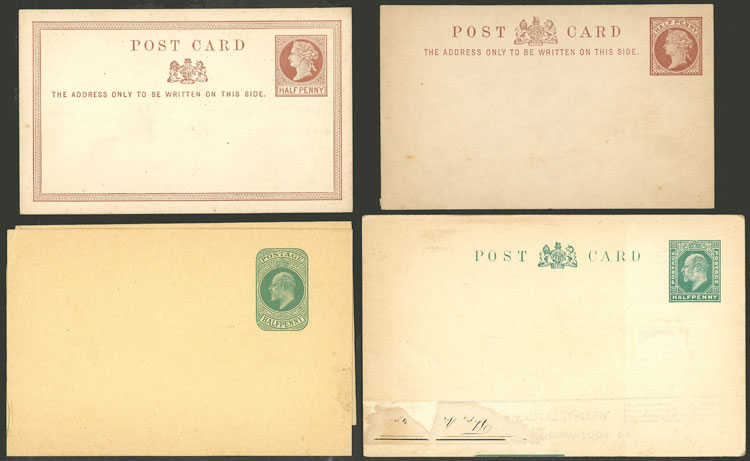 POST CARD
HALF PENNY
THE ADDRESS ONLY TO BE WRITTEN ON THIS SIDE.
POST CARD
HALF PENNY
THE ADDRESS ONLY TO BE WRITTEN ON THIS SIDE.
POSTAGE
HALFPENNY
POST CARD
POSTAGE POSTAGE
HALFPENNY